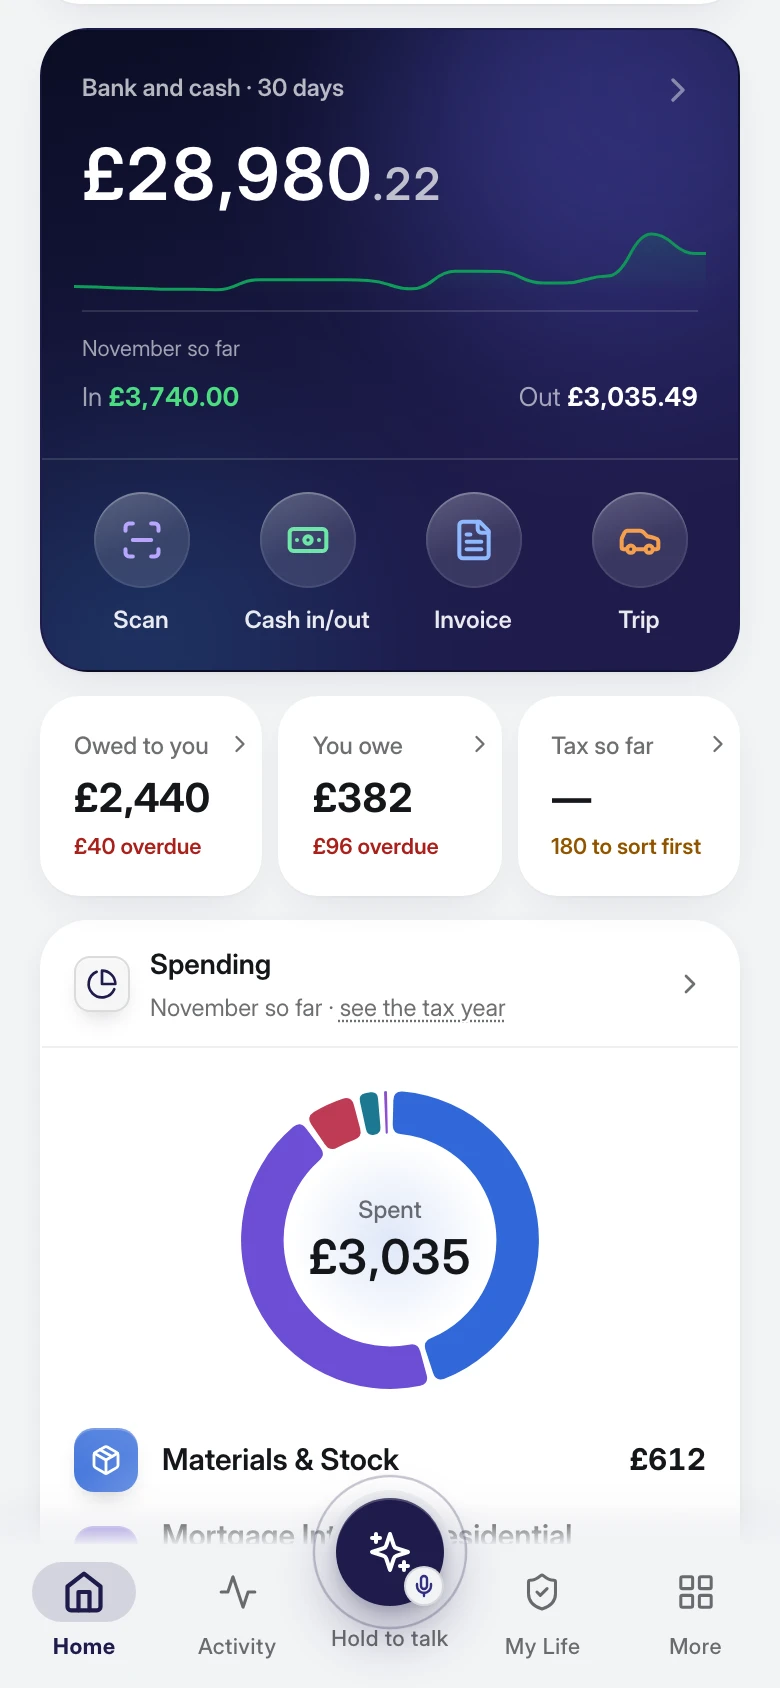 Bank and cash · 30 days
£28,980.22
November so far
In £3,740.00 Out £3,035.49
Scan Cash in/out Invoice Trip
Owed to you You owe Tax so far
£2,440 £382 —
£40 overdue £96 overdue 180 to sort first
Spending
November so far · see the tax year
Spent
£3,035
Materials & Stock £612
Mortgage
Home Activity Hold to talk My Life More